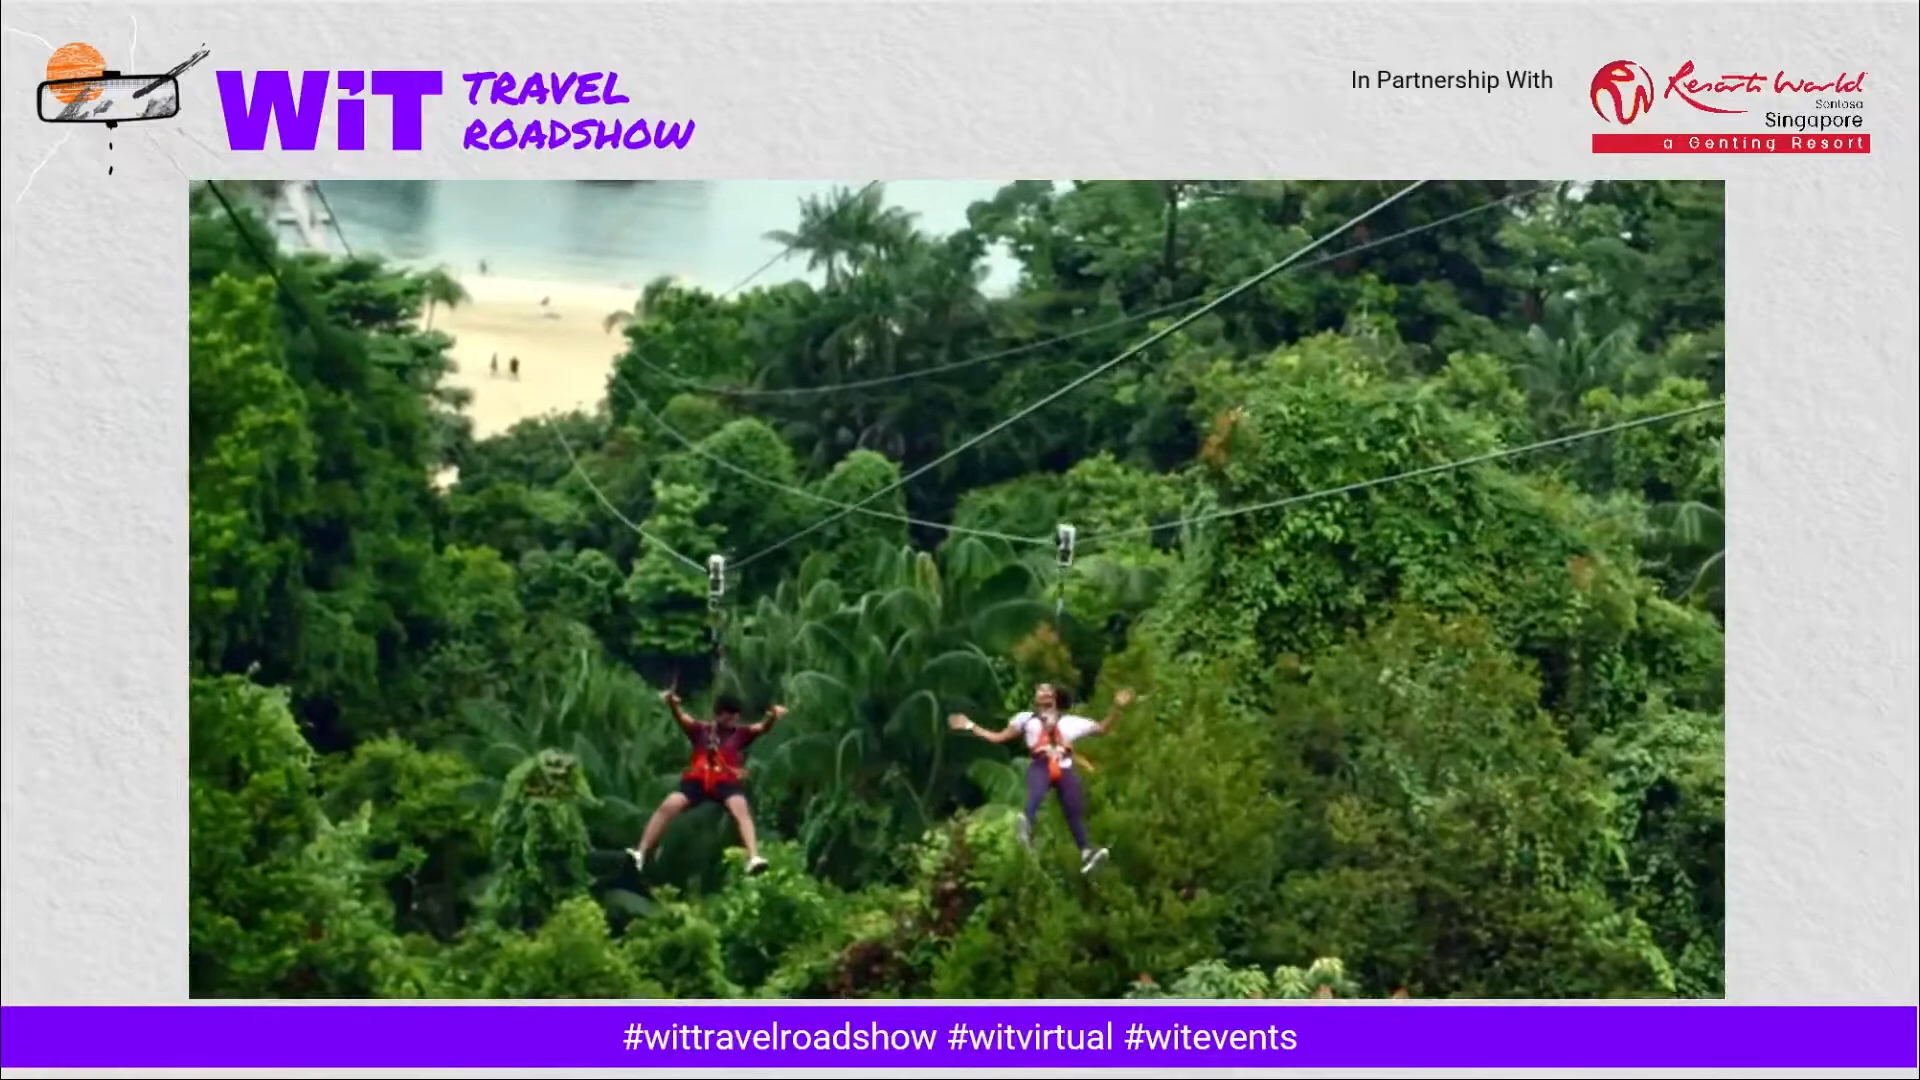 WiT TRAVEL
ROADSHOW
In Partnership With
Resorts World
Sentosa
Singapore
a Genting Resort
#wittravelroadshow #witvirtual #witevents